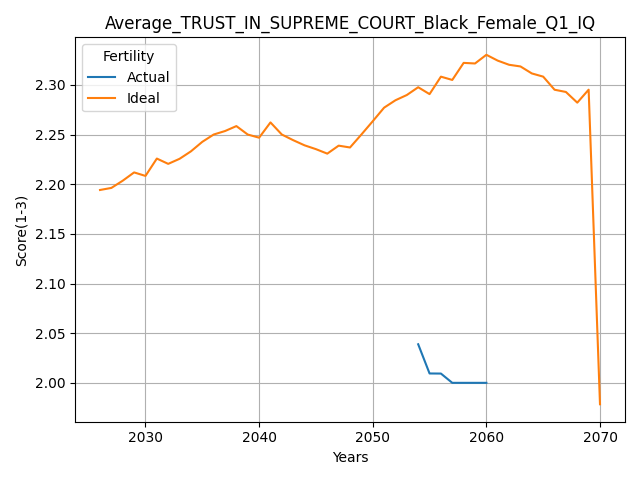 Average_TRUST_IN_SUPREME_COURT_Black_Female_Q1_IQ
Fertility
Actual
Ideal
Score(1-3)
2.30
2.25
2.20
2.15
2.10
2.05
2.00
2030 2040 2050 2060 2070
Years